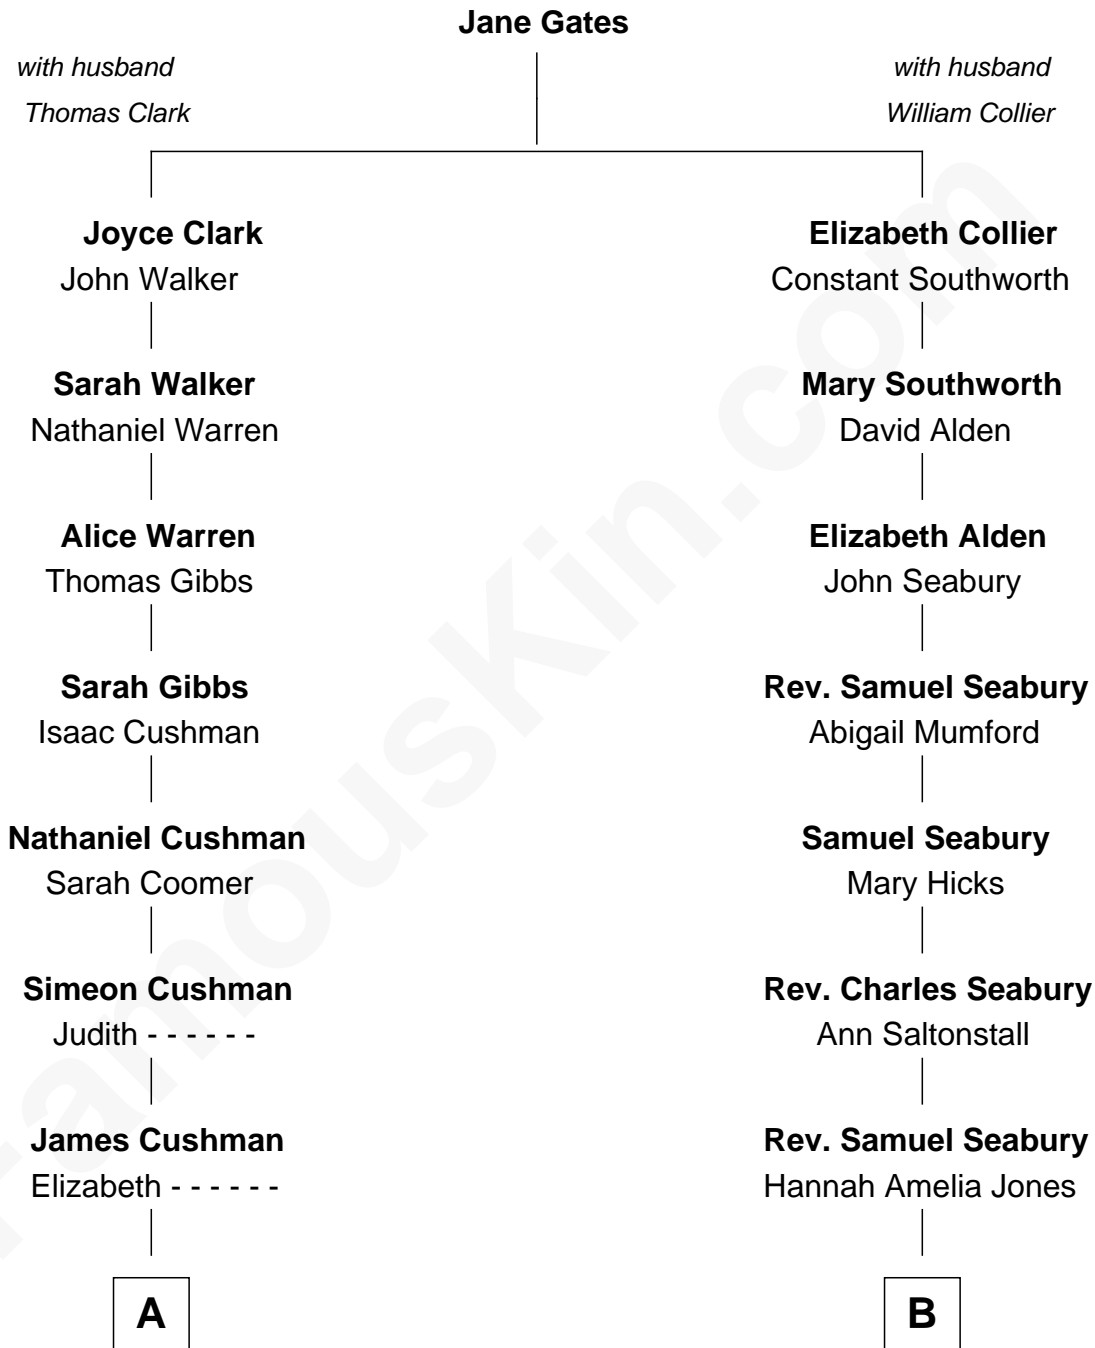 Jane Gates
with husband
Thomas Clark
with husband
William Collier
Joyce Clark
John Walker
Elizabeth Collier
Constant Southworth
Sarah Walker
Nathaniel Warren
Mary Southworth
David Alden
Alice Warren
Thomas Gibbs
Elizabeth Alden
John Seabury
Sarah Gibbs
Isaac Cushman
Rev. Samuel Seabury
Abigail Mumford
Nathaniel Cushman
Sarah Coomer
Samuel Seabury
Mary Hicks
Simeon Cushman
Judith - - - - - -
Rev. Charles Seabury
Ann Saltonstall
James Cushman
Elizabeth - - - - - -
Rev. Samuel Seabury
Hannah Amelia Jones
A
B
FamousKin.com